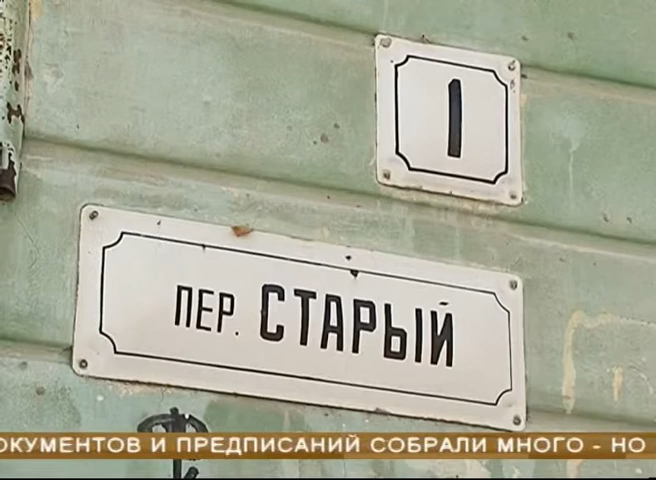 1
ПЕР. СТАРЫЙ
ОКУМЕНТОВ И ПРЕДПИСАНИЙ СОБРАЛИ МНОГО - НО